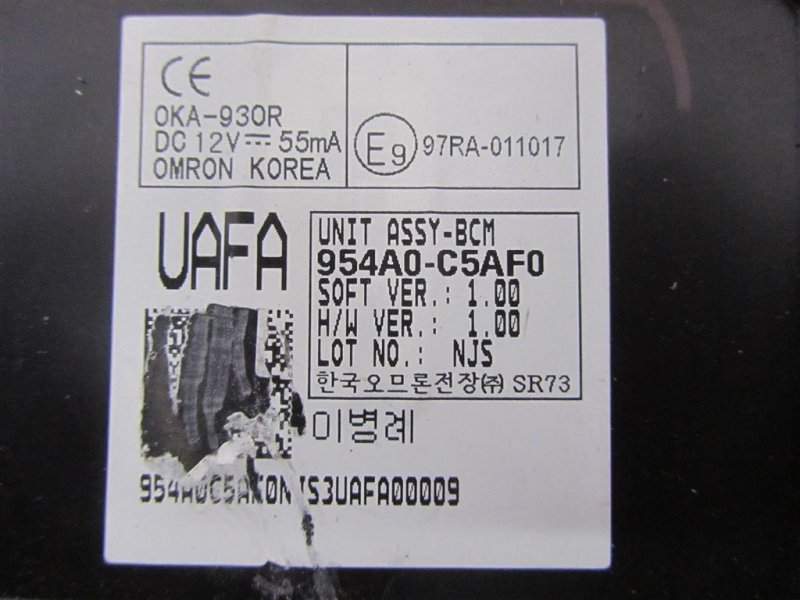 CE
OKA-930R
DC 12V ⎓ 55mA
OMRON KOREA
E9 97RA-011017
UAFA
UNIT ASSY-BCM
954A0-C5AF0
SOFT VER.: 1.00
H/W VER.: 1.00
LOT NO.: NJS
한국오므론전장㈜ SR73
이병례